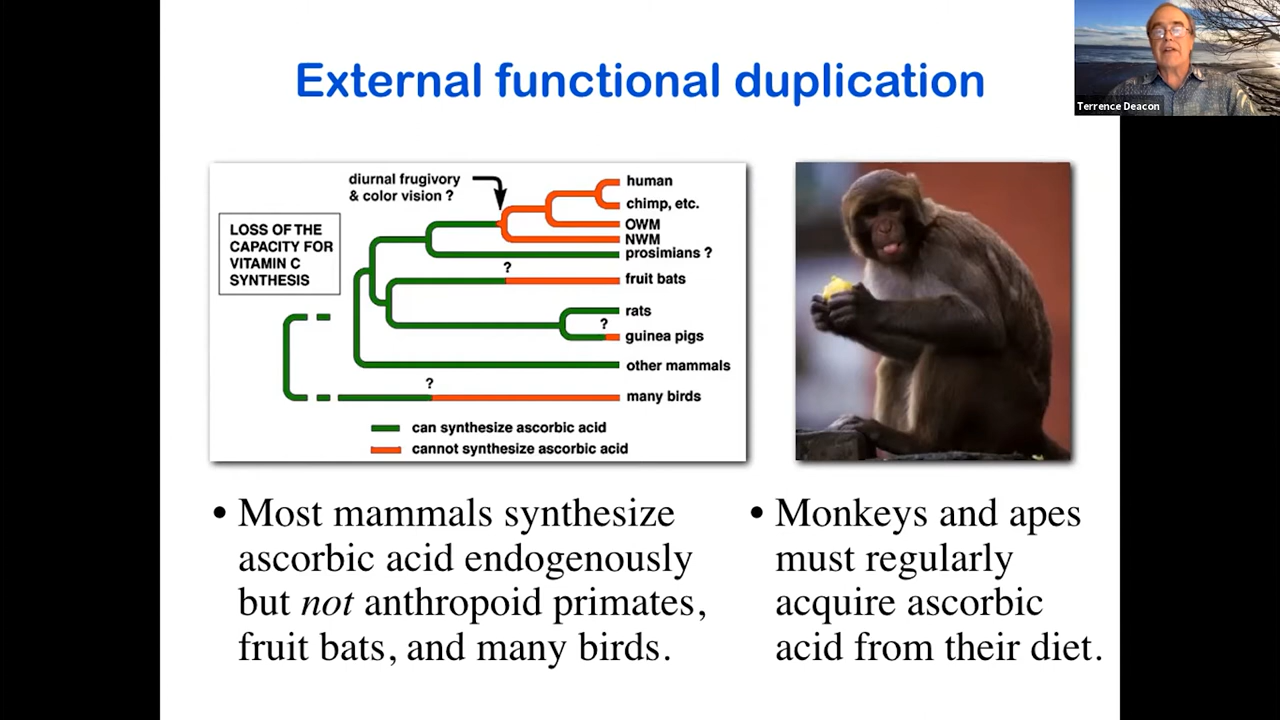 External functional duplication
Terrence Deacon
diurnal frugivory
& color vision ?
LOSS OF THE
CAPACITY FOR
VITAMIN C
SYNTHESIS
human
chimp, etc.
OWM
NWM
prosimians ?
?
fruit bats
rats
?
guinea pigs
other mammals
?
many birds
can synthesize ascorbic acid
cannot synthesize ascorbic acid
• Most mammals synthesize
ascorbic acid endogenously
but not anthropoid primates,
fruit bats, and many birds.
• Monkeys and apes
must regularly
acquire ascorbic
acid from their diet.